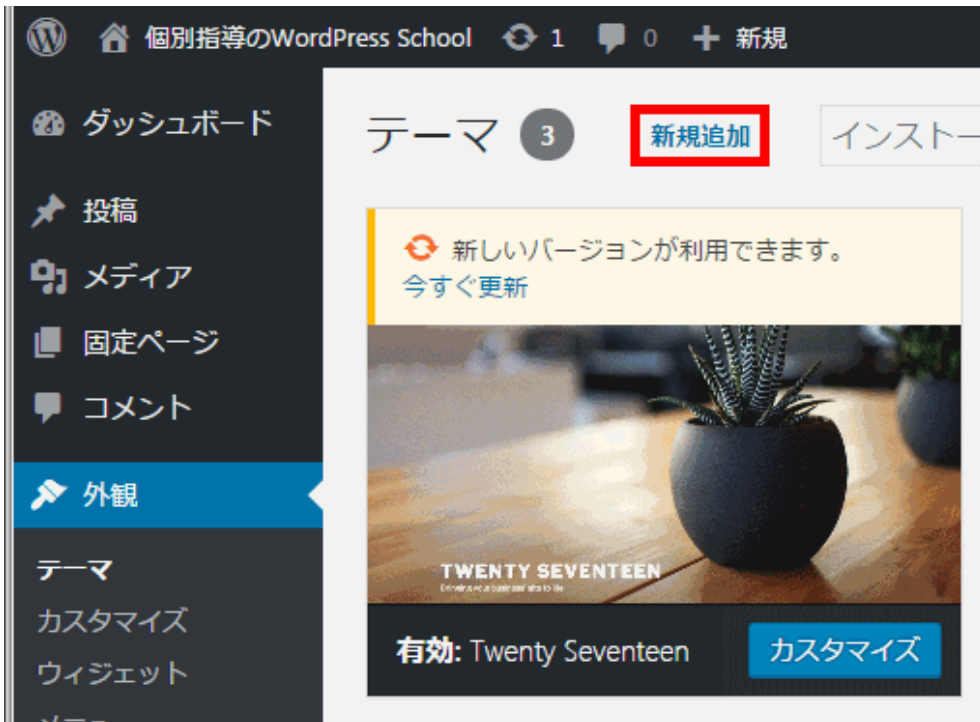 個別指導のWordPress School 1 0 新規
ダッシュボード
投稿
メディア
固定ページ
コメント
外観
テーマ
カスタマイズ
ウィジェット
メニュー
テーマ 3 新規追加 インストー
新しいバージョンが利用できます。
今すぐ更新
TWENTY SEVENTEEN
有効: Twenty Seventeen カスタマイズ